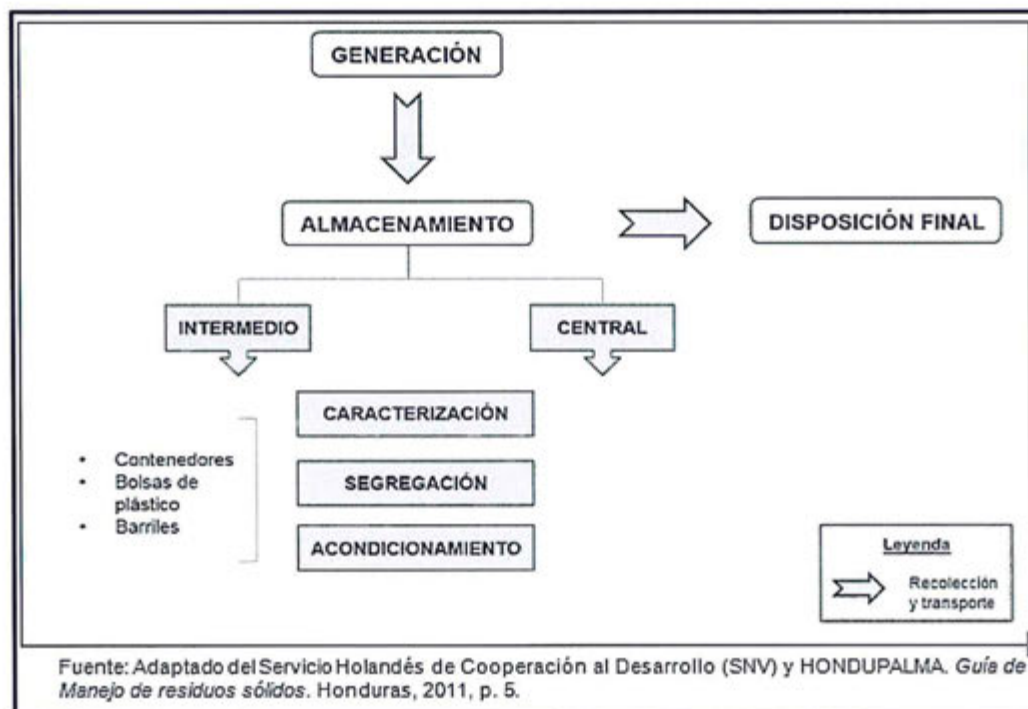 GENERACIÓN
ALMACENAMIENTO
DISPOSICIÓN FINAL
INTERMEDIO
CENTRAL
CARACTERIZACIÓN
SEGREGACIÓN
ACONDICIONAMIENTO
• Contenedores
• Bolsas de
plástico
• Barriles
Leyenda
Recolección
y transporte
Fuente: Adaptado del Servicio Holandés de Cooperación al Desarrollo (SNV) y HONDUPALMA. Guía de
Manejo de residuos sólidos. Honduras, 2011, p. 5.